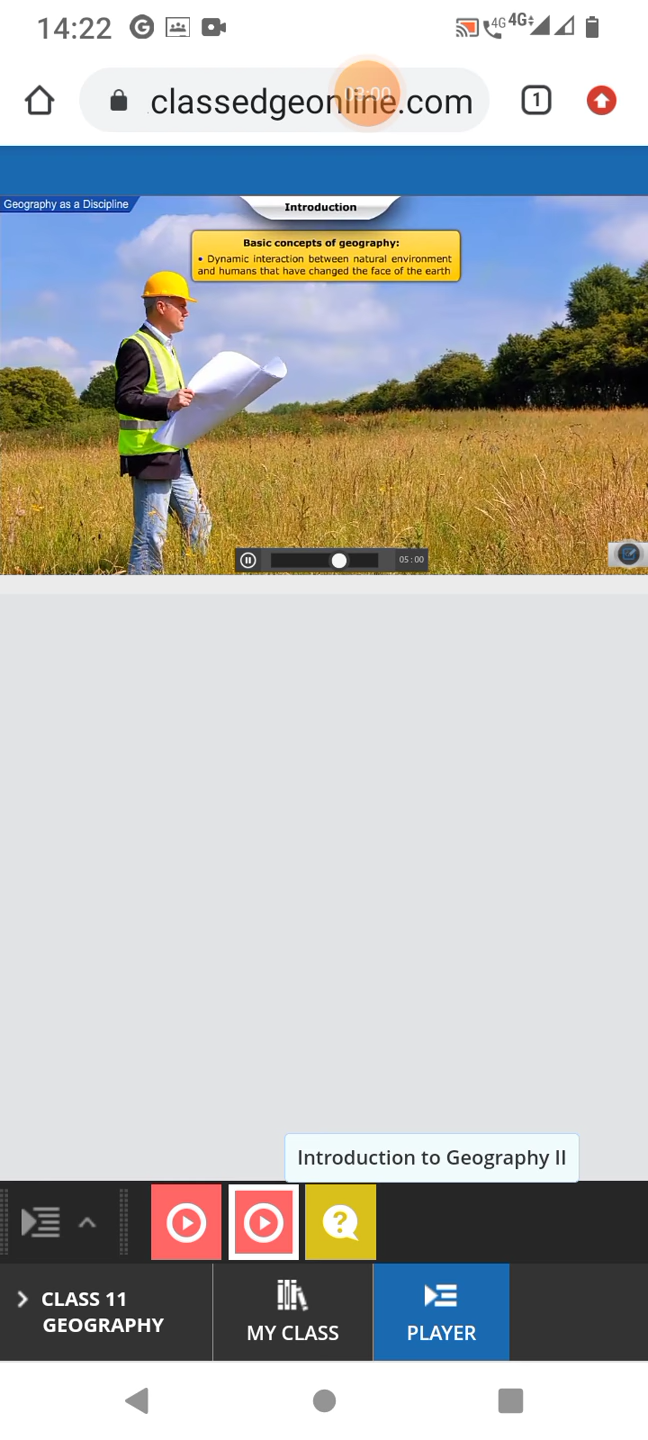 14:22
4G
4G
classedgeonline.com
03:00
1
Geography as a Discipline
Introduction
Basic concepts of geography:
• Dynamic interaction between natural environment
and humans that have changed the face of the earth
05:00
Introduction to Geography II
?
CLASS 11
GEOGRAPHY
MY CLASS
PLAYER